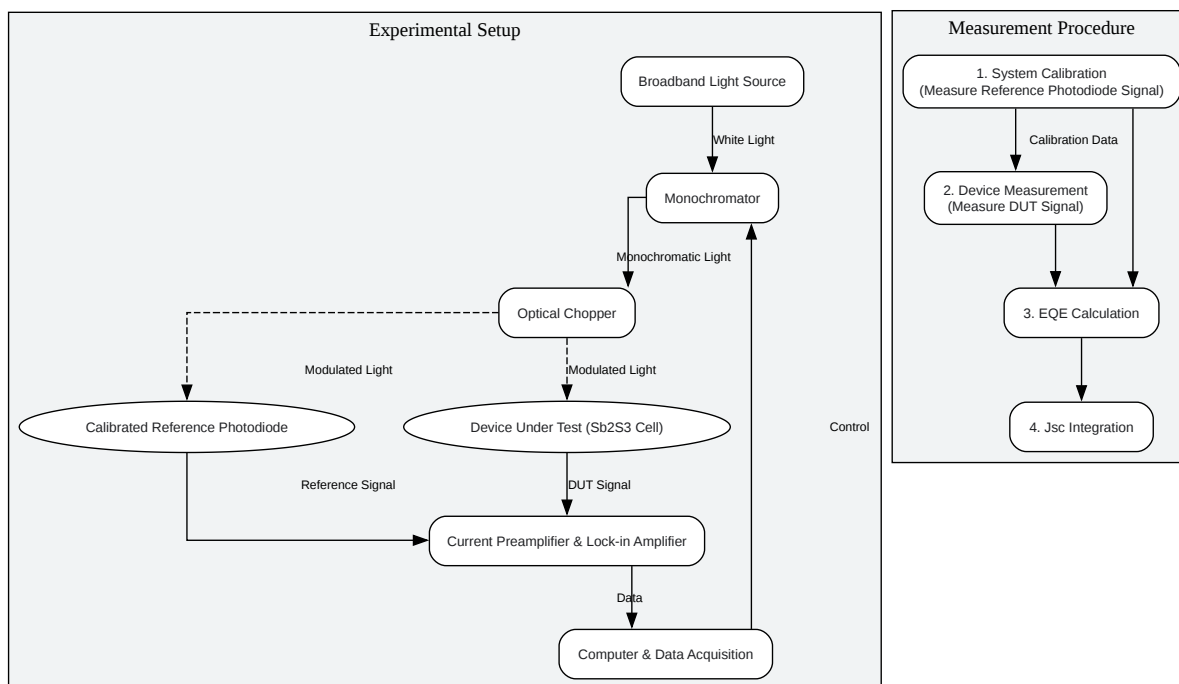 Experimental Setup
Broadband Light Source
White Light
Monochromator
Monochromatic Light
Optical Chopper
Modulated Light
Modulated Light
Calibrated Reference Photodiode
Device Under Test (Sb2S3 Cell)
Control
Reference Signal
DUT Signal
Current Preamplifier & Lock-in Amplifier
Data
Computer & Data Acquisition
Measurement Procedure
1. System Calibration
(Measure Reference Photodiode Signal)
Calibration Data
2. Device Measurement
(Measure DUT Signal)
3. EQE Calculation
4. Jsc Integration